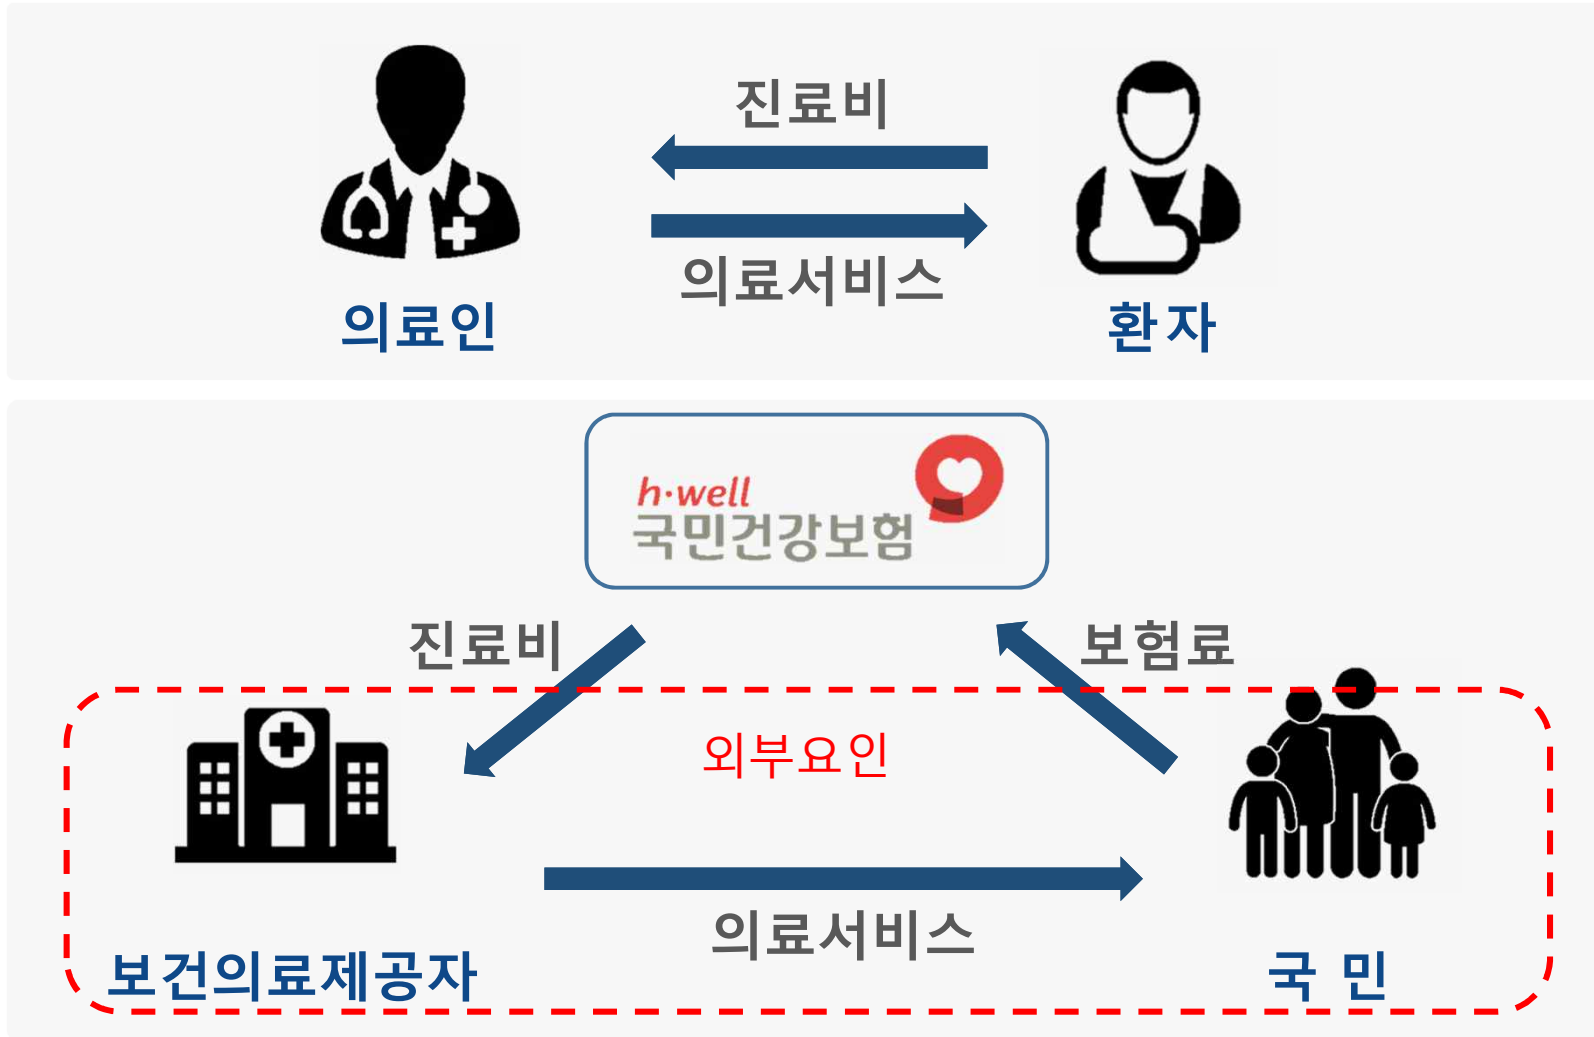 진료비
의료서비스
의료인
환자
h·well
국민건강보험
진료비
보험료
외부요인
의료서비스
보건의료제공자
국 민